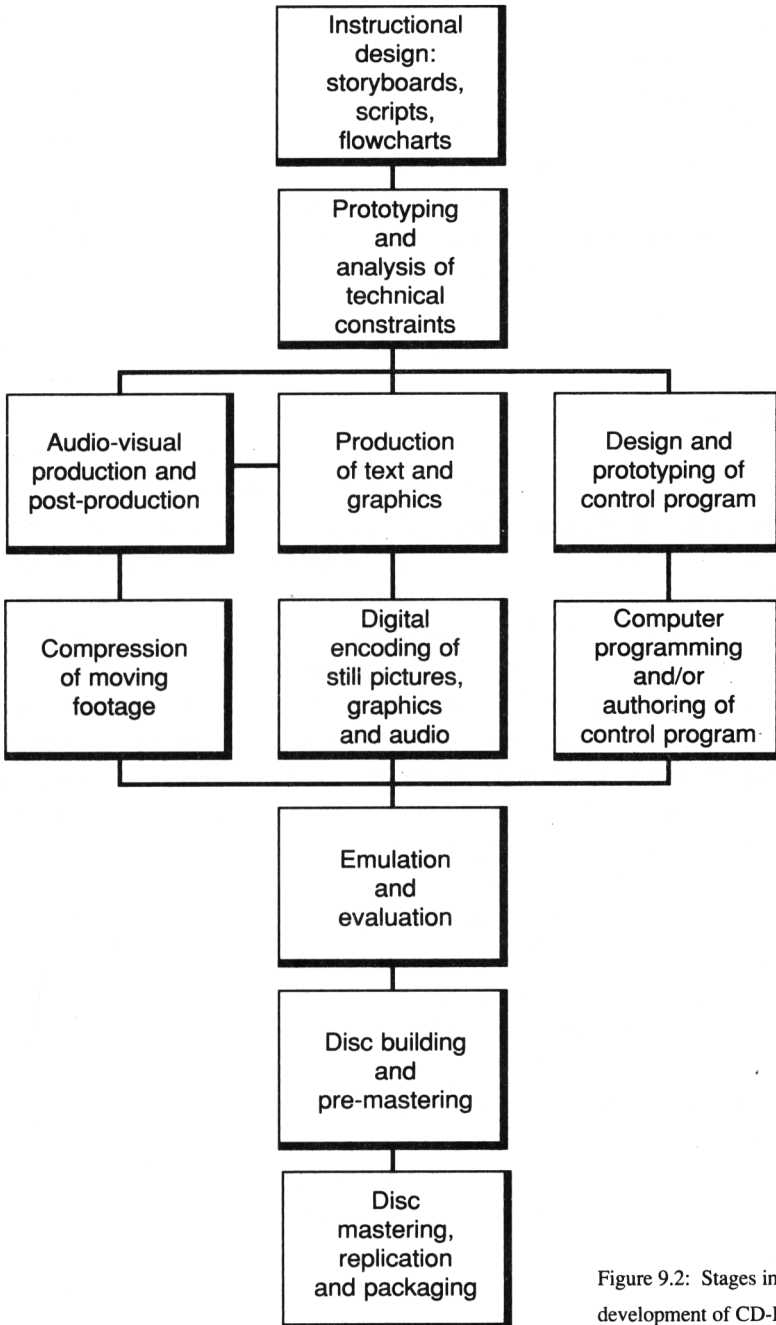 Instructional
design:
storyboards,
scripts,
flowcharts
Prototyping
and
analysis of
technical
constraints
Audio-visual
production and
post-production
Production
of text and
graphics
Design and
prototyping of
control program
Compression
of moving
footage
Digital
encoding of
still pictures,
graphics
and audio
Computer
programming
and/or
authoring of
control program
Emulation
and
evaluation
Disc building
and
pre-mastering
Disc
mastering,
replication
and packaging
Figure 9.2: Stages in
development of